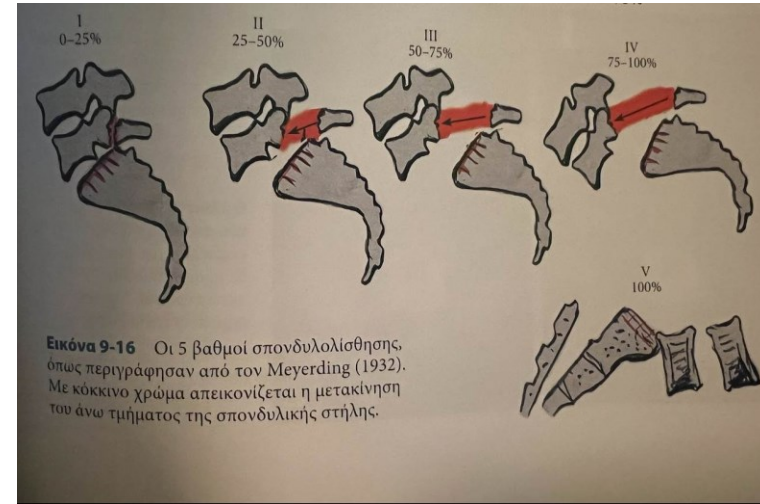 I
0–25%
II
25–50%
III
50–75%
IV
75–100%
V
100%
Εικόνα 9-16 Οι 5 βαθμοί σπονδυλολίσθησης,
όπως περιγράφησαν από τον Meyerding (1932).
Με κόκκινο χρώμα απεικονίζεται η μετακίνηση
του άνω τμήματος της σπονδυλικής στήλης.